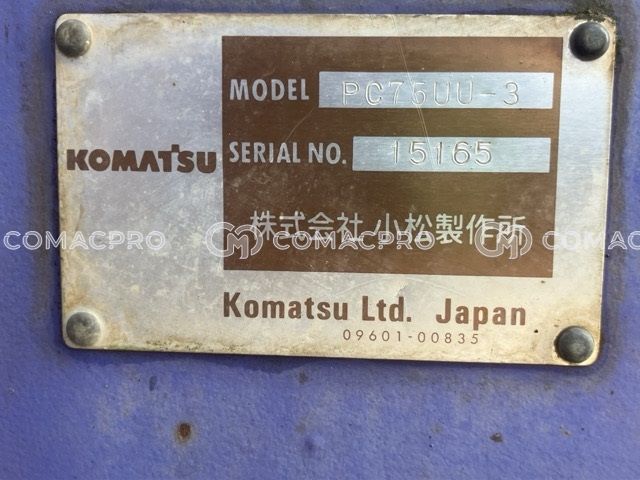 MODEL PC75UU-3
KOMATSU
SERIAL NO. 15165
株式会社 小松製作所
COMACPRO COMACPRO COMAC
Komatsu Ltd. Japan
09601-00835